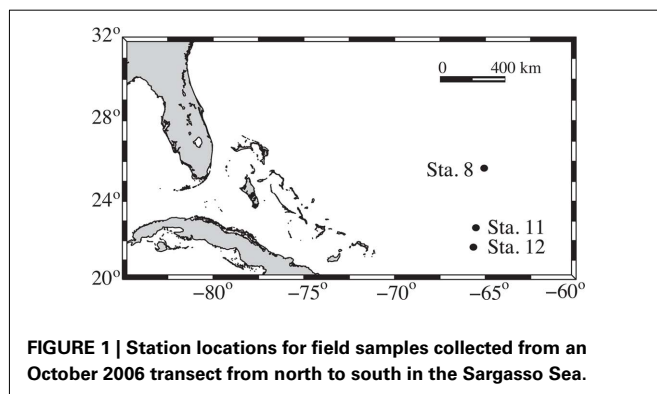 32°
0 400 km
28°
Sta. 8
24°
Sta. 11
Sta. 12
20°
−80° −75° −70° −65° −60°
FIGURE 1 | Station locations for field samples collected from an
October 2006 transect from north to south in the Sargasso Sea.